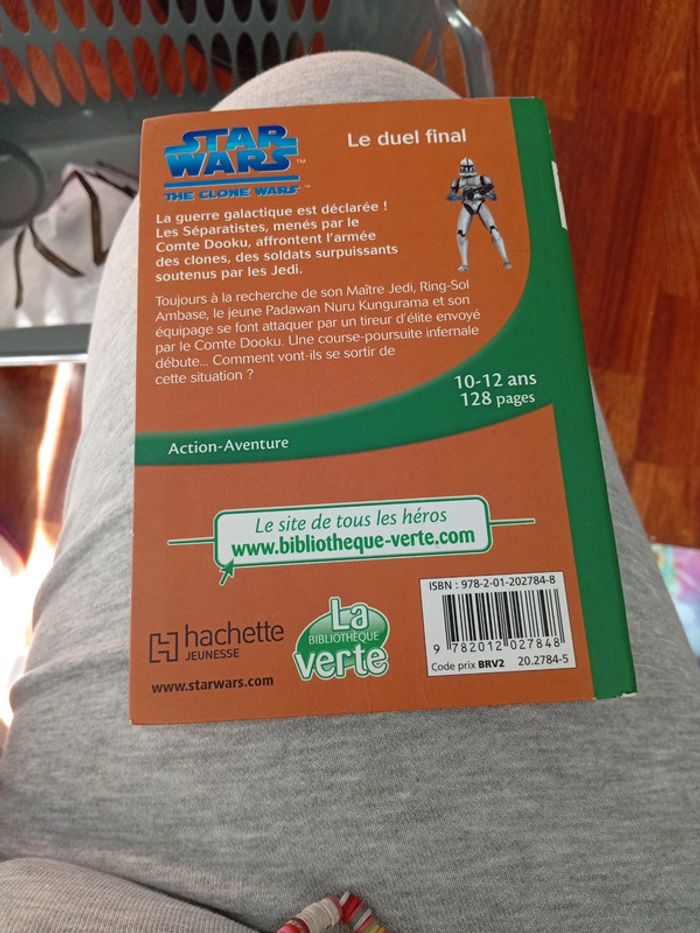 STAR WARS™
THE CLONE WARS™
Le duel final
La guerre galactique est déclarée !
Les Séparatistes, menés par le
Comte Dooku, affrontent l'armée
des clones, des soldats surpuissants
soutenus par les Jedi.
Toujours à la recherche de son Maître Jedi, Ring-Sol
Ambase, le jeune Padawan Nuru Kungurama et son
équipage se font attaquer par un tireur d'élite envoyé
par le Comte Dooku. Une course-poursuite infernale
débute... Comment vont-ils se sortir de
cette situation ?
10-12 ans
128 pages
Action-Aventure
Le site de tous les héros
www.bibliotheque-verte.com
hachette
JEUNESSE
La
BIBLIOTHÈQUE
verte
www.starwars.com
ISBN : 978-2-01-202784-8
9 782012 027848
Code prix BRV2 20.2784-5